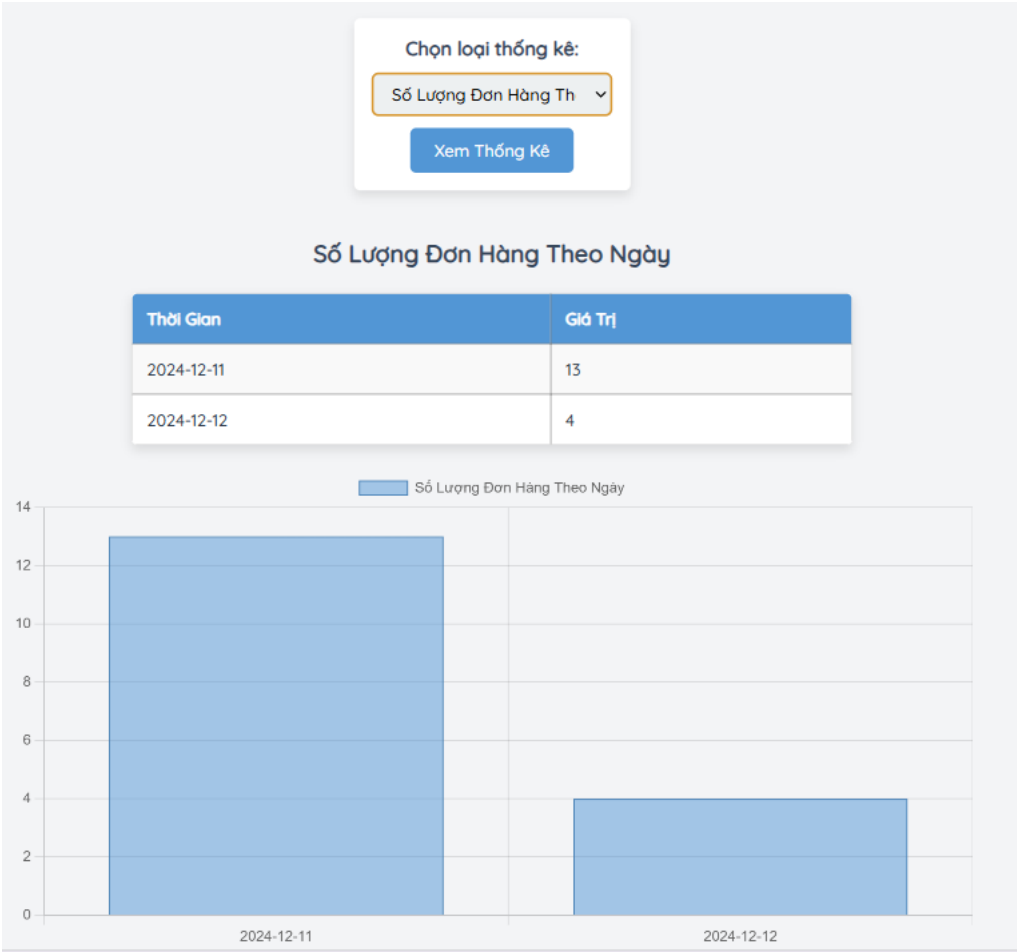 Chọn loại thống kê:
Số Lượng Đơn Hàng Th
Xem Thống Kê
Số Lượng Đơn Hàng Theo Ngày
Thời Gian Giá Trị
2024-12-11 13
2024-12-12 4
Số Lượng Đơn Hàng Theo Ngày
14
12
10
8
6
4
2
0
2024-12-11 2024-12-12